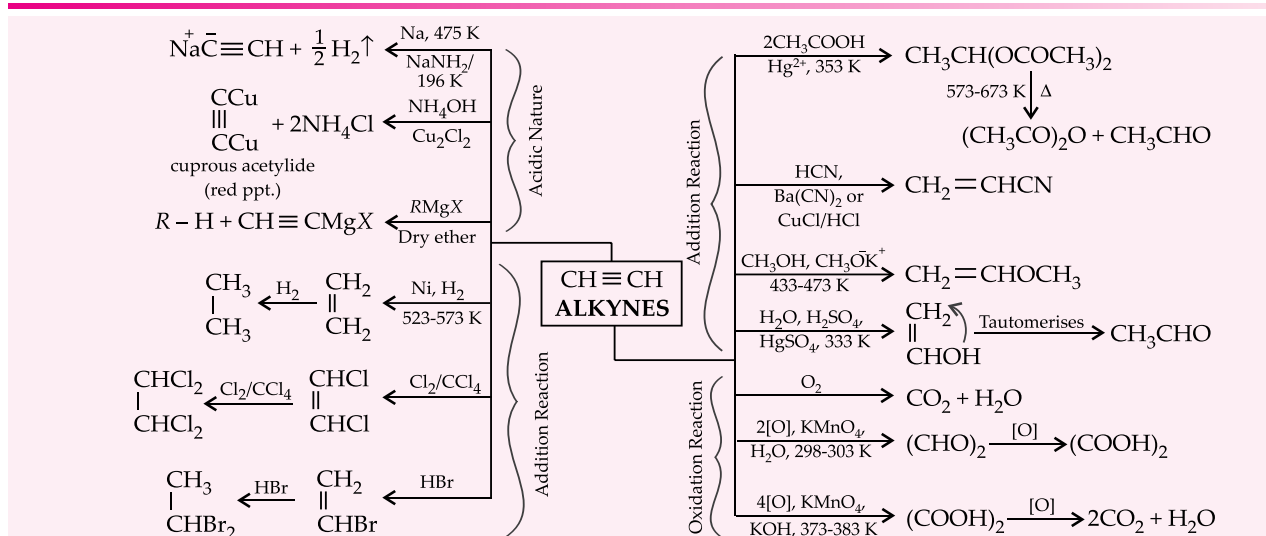 Na⁺C⁻≡CH + 1/2 H₂↑
Na, 475 K
NaNH₂/
196 K
CCu
|||
CCu
+ 2NH₄Cl
NH₄OH
Cu₂Cl₂
cuprous acetylide
(red ppt.)
R – H + CH≡CMgX
RMgX
Dry ether
Acidic Nature
CH₃
|
CH₃
H₂
CH₂
||
CH₂
Ni, H₂
523-573 K
CHCl₂
|
CHCl₂
Cl₂/CCl₄
CHCl
||
CHCl
Cl₂/CCl₄
CH₃
|
CHBr₂
HBr
CH₂
||
CHBr
HBr
Addition Reaction
CH≡CH
ALKYNES
Addition Reaction
2CH₃COOH
Hg²⁺, 353 K
CH₃CH(OCOCH₃)₂
573-673 K Δ
(CH₃CO)₂O + CH₃CHO
HCN,
Ba(CN)₂ or
CuCl/HCl
CH₂=CHCN
CH₃OH, CH₃O⁻K⁺
433-473 K
CH₂=CHOCH₃
H₂O, H₂SO₄,
HgSO₄, 333 K
CH₂
||
CHOH
Tautomerises
CH₃CHO
Oxidation Reaction
O₂
CO₂ + H₂O
2[O], KMnO₄,
H₂O, 298-303 K
(CHO)₂
[O]
(COOH)₂
4[O], KMnO₄,
KOH, 373-383 K
(COOH)₂
[O]
2CO₂ + H₂O